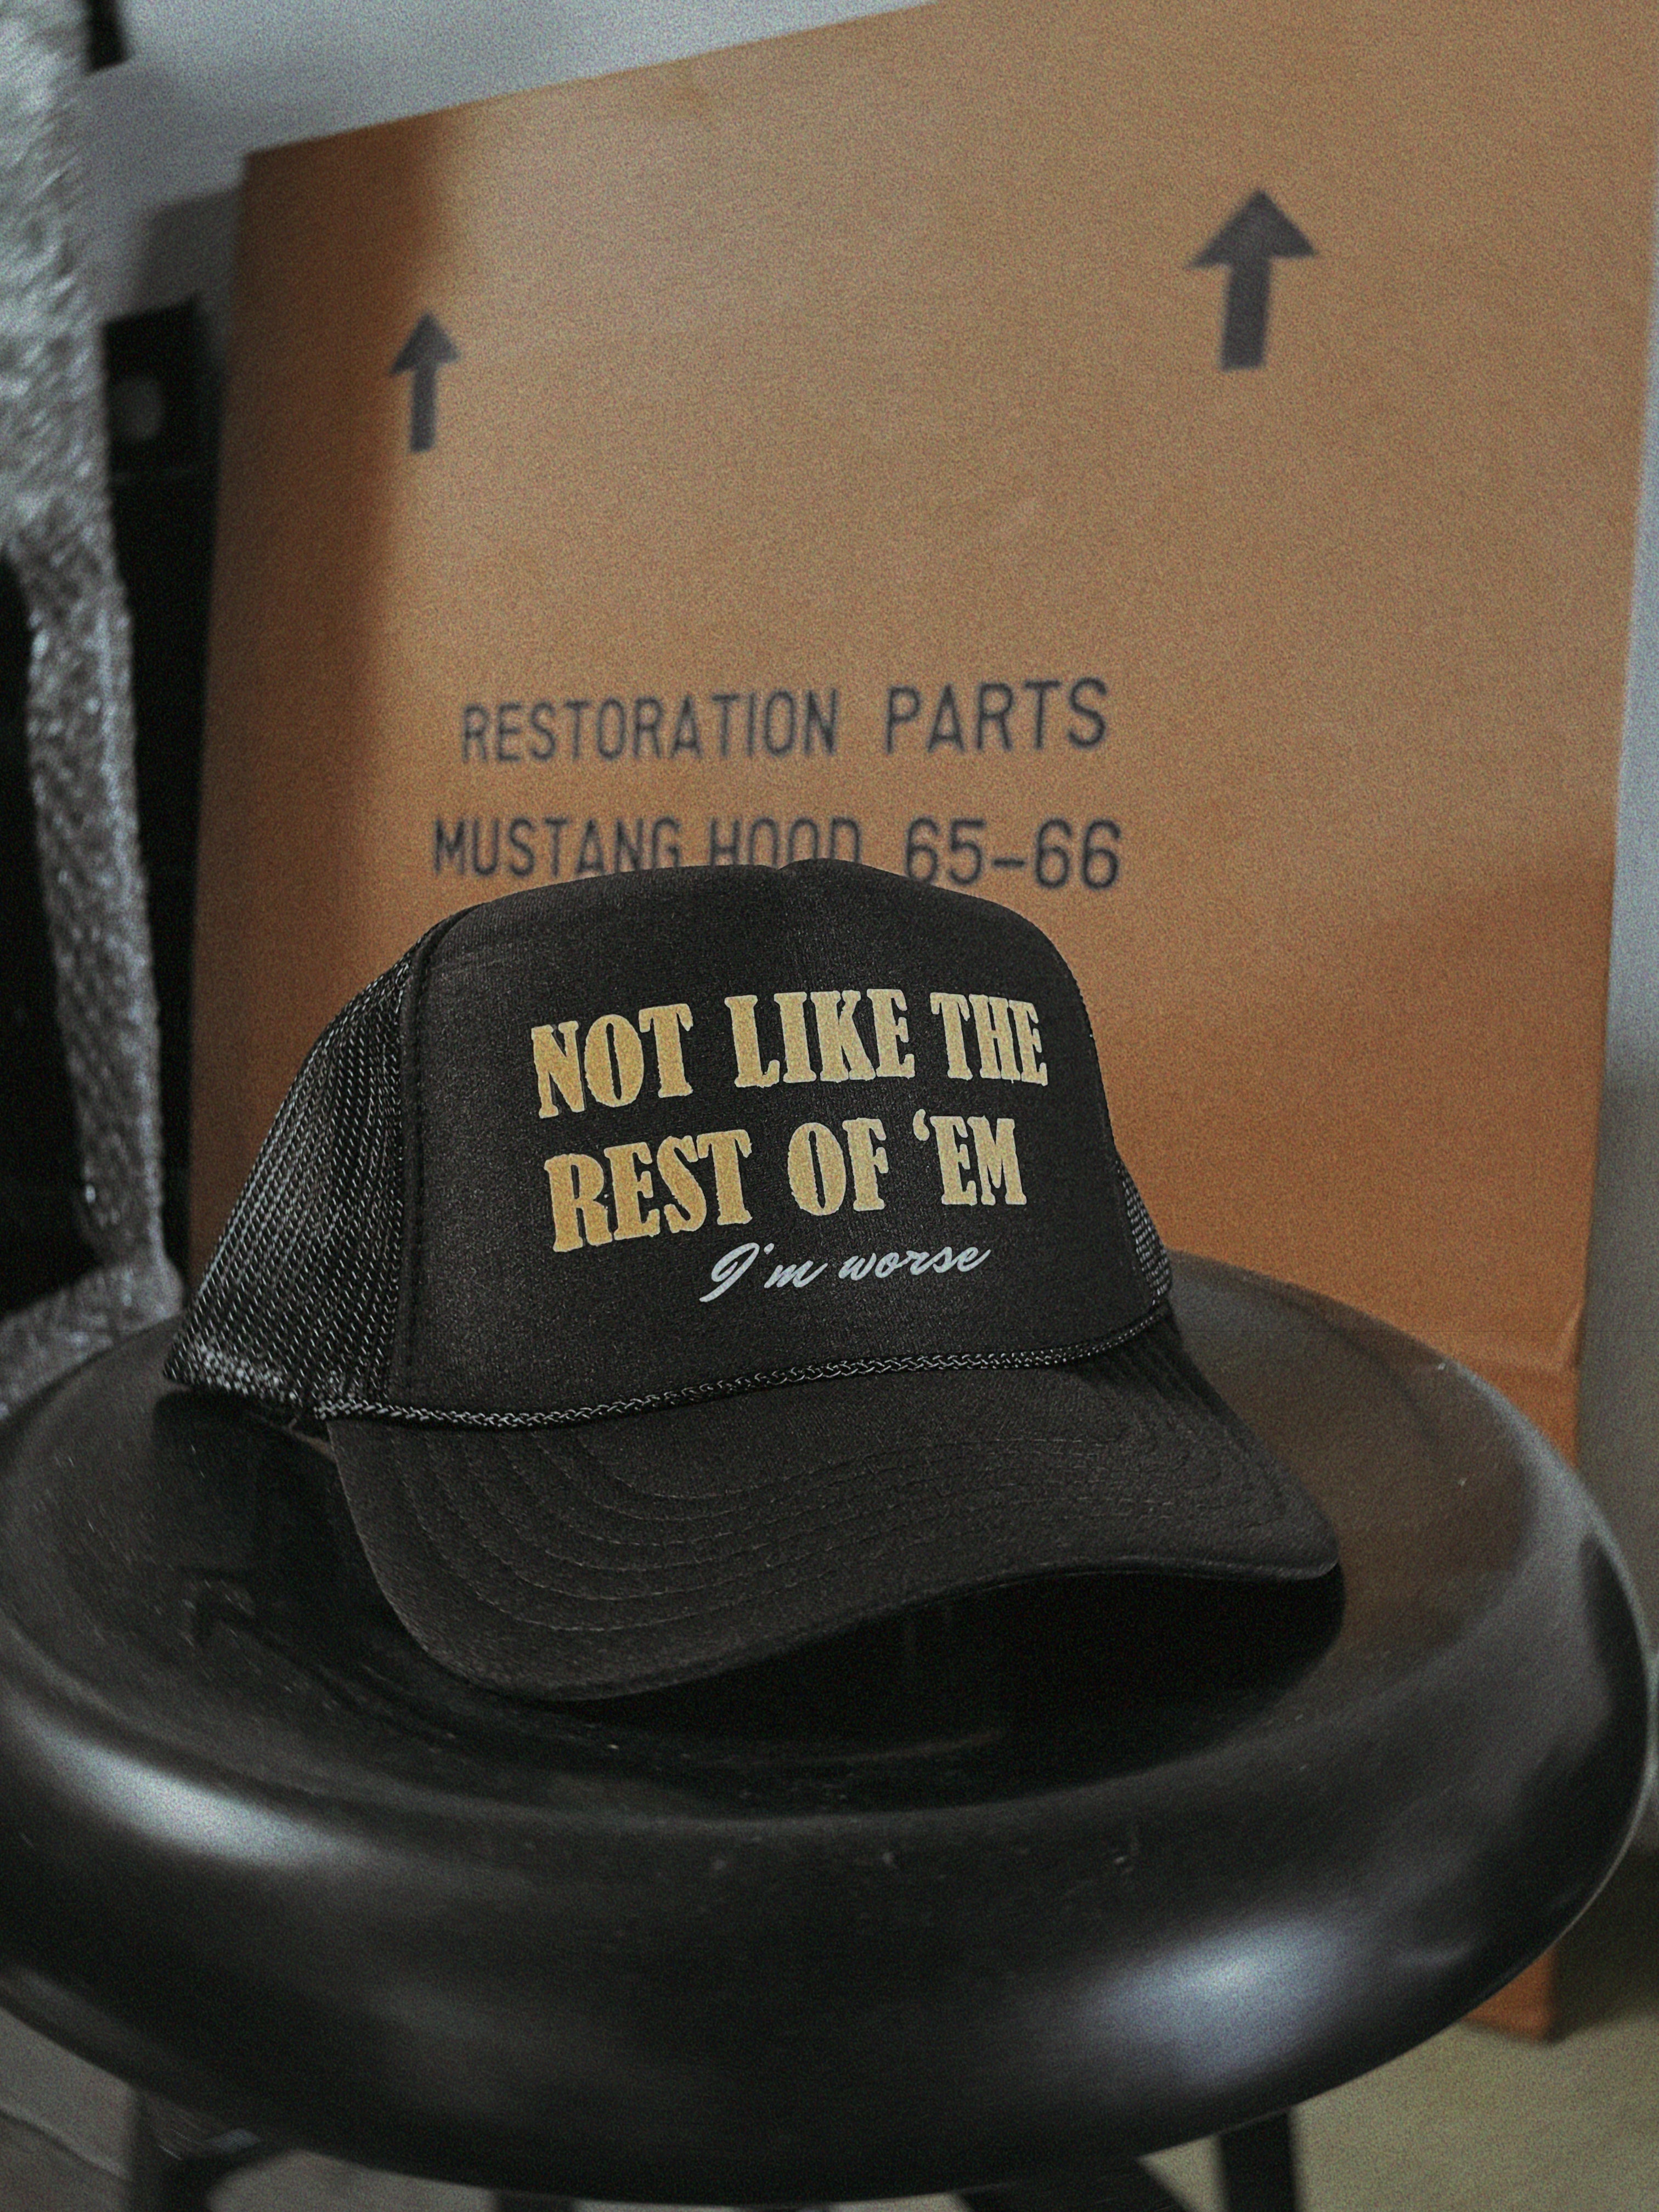 RESTORATION PARTS
MUSTANG HOOD 65-66
NOT LIKE THE
REST OF ‘EM
I'm worse